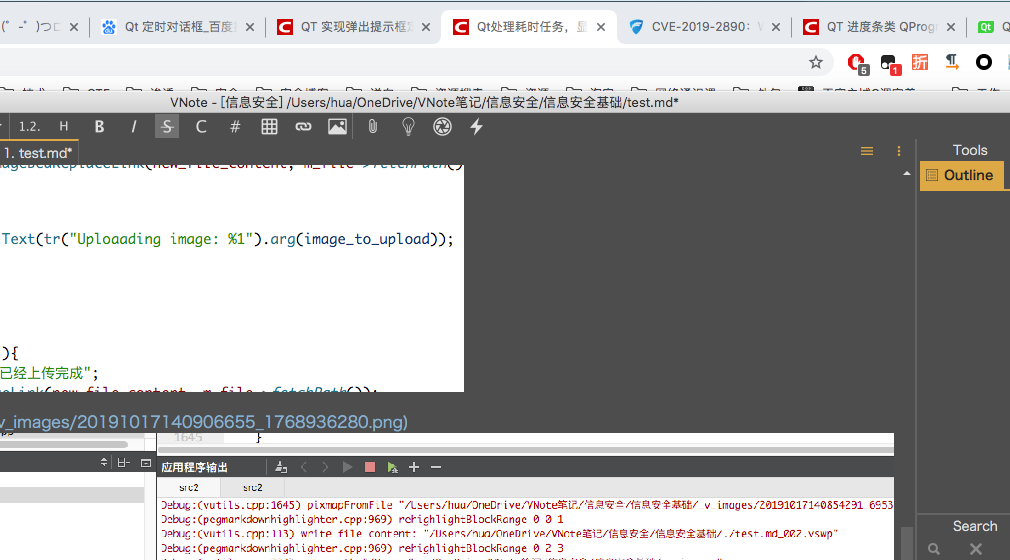 Qt 定时对话框_百度
QT 实现弹出提示框
Qt处理耗时任务，显
CVE-2019-2890:
QT 进度条类 QProg
5
1
折
VNote - [信息安全] /Users/hua/OneDrive/VNote笔记/信息安全/信息安全基础/test.md*
1.2. H B I S C #
1. test.md*
Tools
Outline
Text(tr("Uploaading image: %1").arg(image_to_upload));
){
已经上传完成";
v_images/20191017140906655_1768936280.png)
1645 }
应用程序输出
src2 src2
Debug:(vutils.cpp:1645) pixmapFromFile "/Users/hua/OneDrive/VNote笔记/信息安全/信息安全基础/_v_images/20191017140854291_6953
Debug:(pegmarkdownhighlighter.cpp:969) rehighlightBlockRange 0 0 1
Debug:(vutils.cpp:113) write file content: "/Users/hua/OneDrive/VNote笔记/信息安全/信息安全基础/./test.md_002.vswp"
Debug:(pegmarkdownhighlighter.cpp:969) rehighlightBlockRange 0 2 3
Search